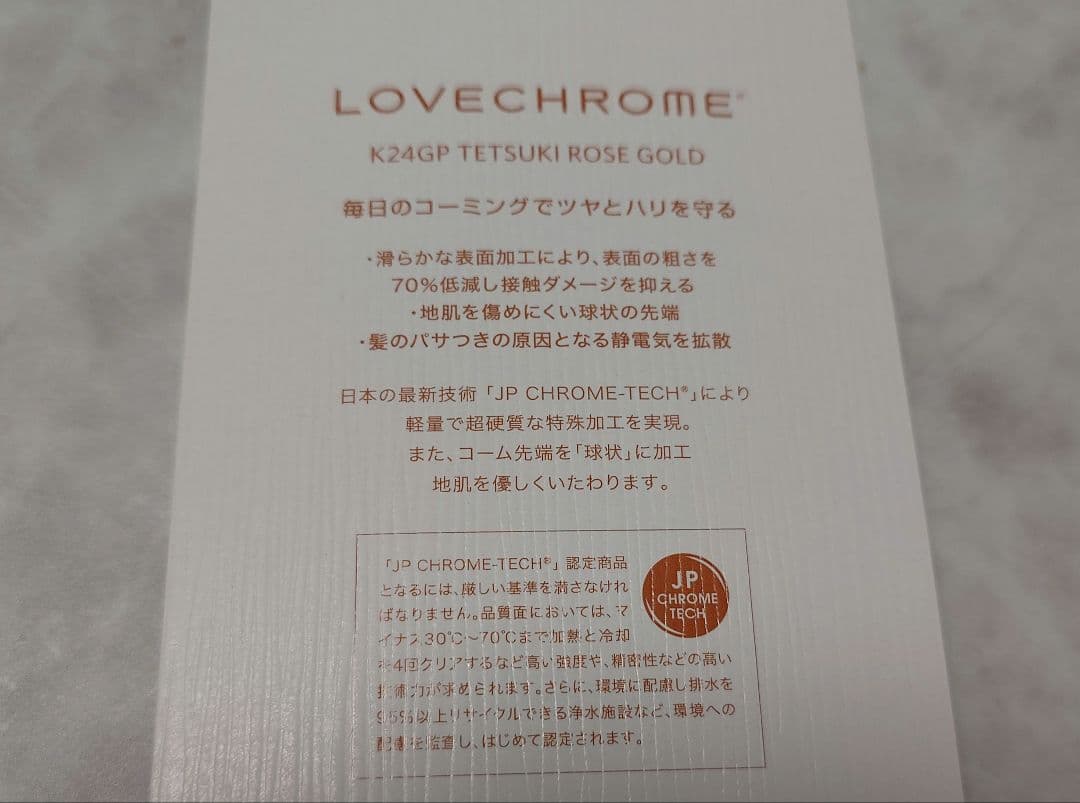 LOVECHROME®
K24GP TETSUKI ROSE GOLD
毎日のコーミングでツヤとハリを守る
・滑らかな表面加工により、表面の粗さを
70%低減し接触ダメージを抑える
・地肌を傷めにくい球状の先端
・髪のパサつきの原因となる静電気を拡散
日本の最新技術「JP CHROME-TECH®」により
軽量で超硬質な特殊加工を実現。
また、コーム先端を「球状」に加工
地肌を優しくいたわります。
「JP CHROME-TECH®」認定商品
となるには、厳しい基準を満さなけれ
ばなりません。品質面においては、マ
イナス30℃〜70℃まで加熱と冷却
を4回クリアするなど高い強度や、精密性などの高い
技術力が求められます。さらに、環境に配慮し排水を
95%以上リサイクルできる浄水施設など、環境への
配慮を監査し、はじめて認定されます。
JP
CHROME
TECH